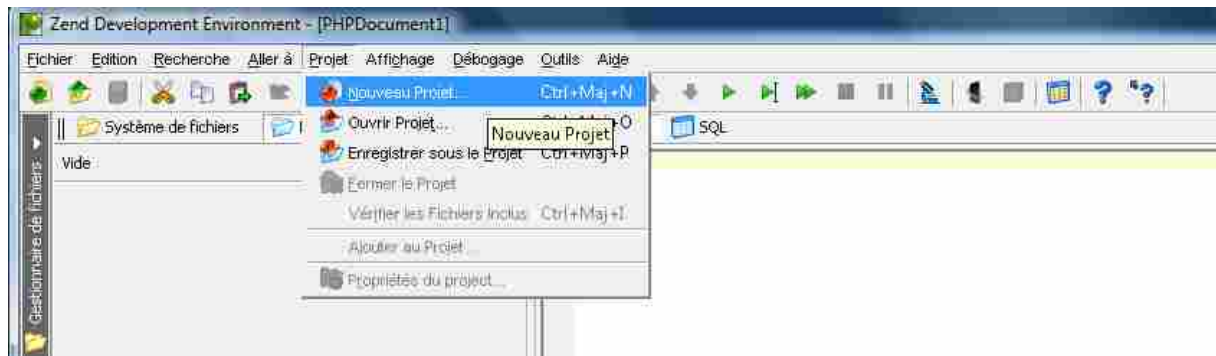 Zend Development Environment - [PHPDocument1]
Fichier Edition Recherche Aller à Projet Affichage Débogage Outils Aide
Nouveau Projet... Ctrl+Maj+N
Système de fichiers Ouvrir Projet... O SQL
Nouveau Projet
Vide Enregistrer sous le Projet Ctrl+Maj+P
Fermer le Projet
Vérifier les Fichiers Inclus Ctrl+Maj+I
Ajouter au Projet...
Propriétés du project...
Gestionnaire de fichiers